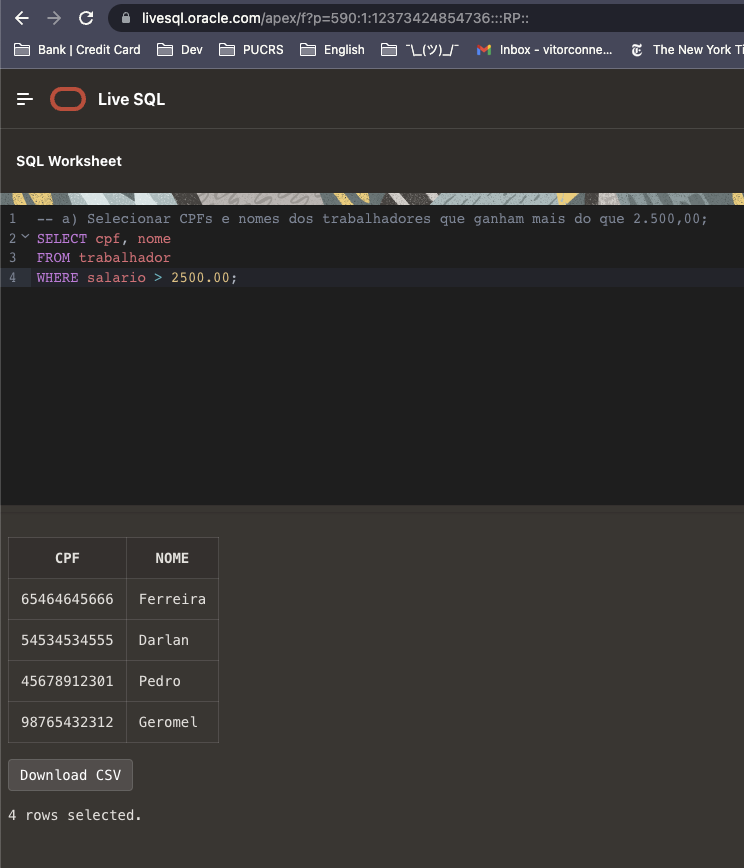 livesql.oracle.com/apex/f?p=590:1:12373424854736:::RP::
Bank | Credit Card Dev PUCRS English ¯\_(ツ)_/¯ Inbox - vitorconne... The New York Ti
Live SQL
SQL Worksheet
1 -- a) Selecionar CPFs e nomes dos trabalhadores que ganham mais do que 2.500,00;
2 SELECT cpf, nome
3 FROM trabalhador
4 WHERE salario > 2500.00;
CPF NOME
65464645666 Ferreira
54534534555 Darlan
45678912301 Pedro
98765432312 Geromel
Download CSV
4 rows selected.